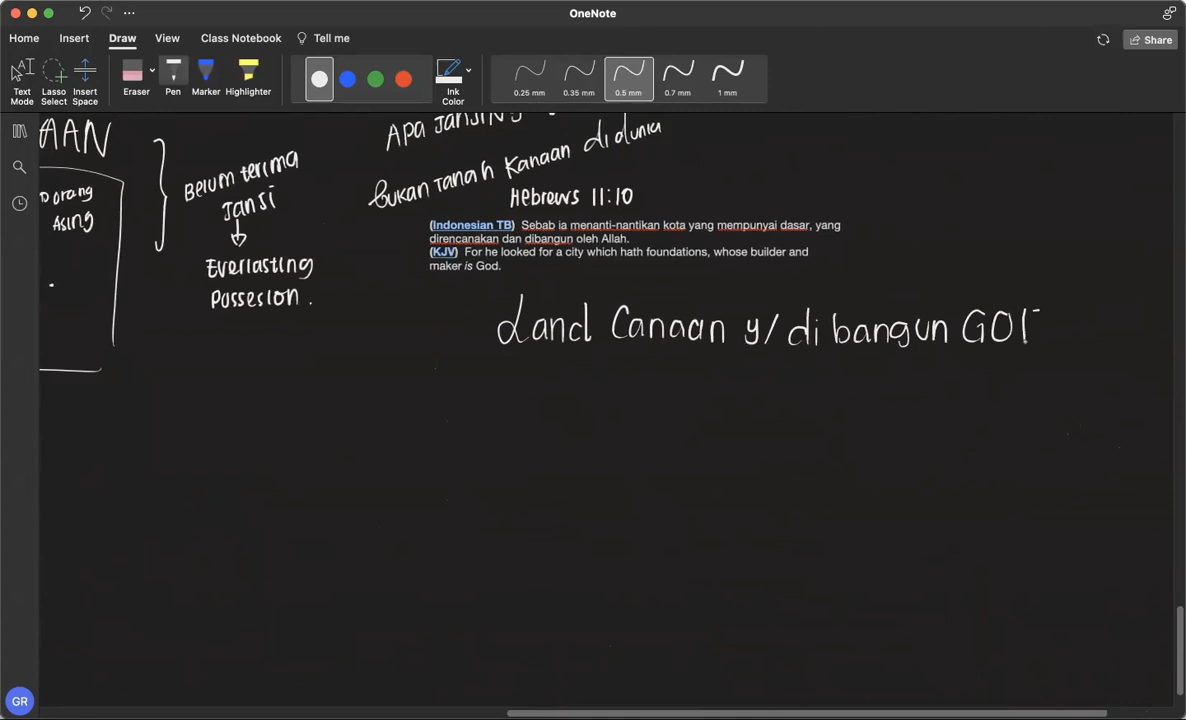 OneNote
Home Insert Draw View Class Notebook Tell me
Share
Text Mode
Lasso Select
Insert Space
Eraser
Pen
Marker
Highlighter
Ink Color
0.25 mm
0.35 mm
0.5 mm
0.7 mm
1 mm
AAN
orang
Asing
Belum terima
Jansi
Everlasting
Possesion .
Apa
bukan Tanah Kanaan di dunia
Hebrews 11:10
(Indonesian TB) Sebab ia menanti-nantikan kota yang mempunyai dasar, yang
direncanakan dan dibangun oleh Allah.
(KJV) For he looked for a city which hath foundations, whose builder and
maker is God.
Land Canaan y/ di bangun GO
GR